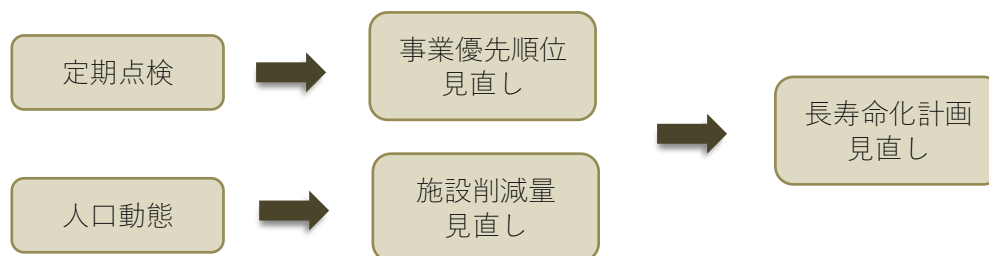 定期点検
事業優先順位
見直し
長寿命化計画
見直し
人口動態
施設削減量
見直し